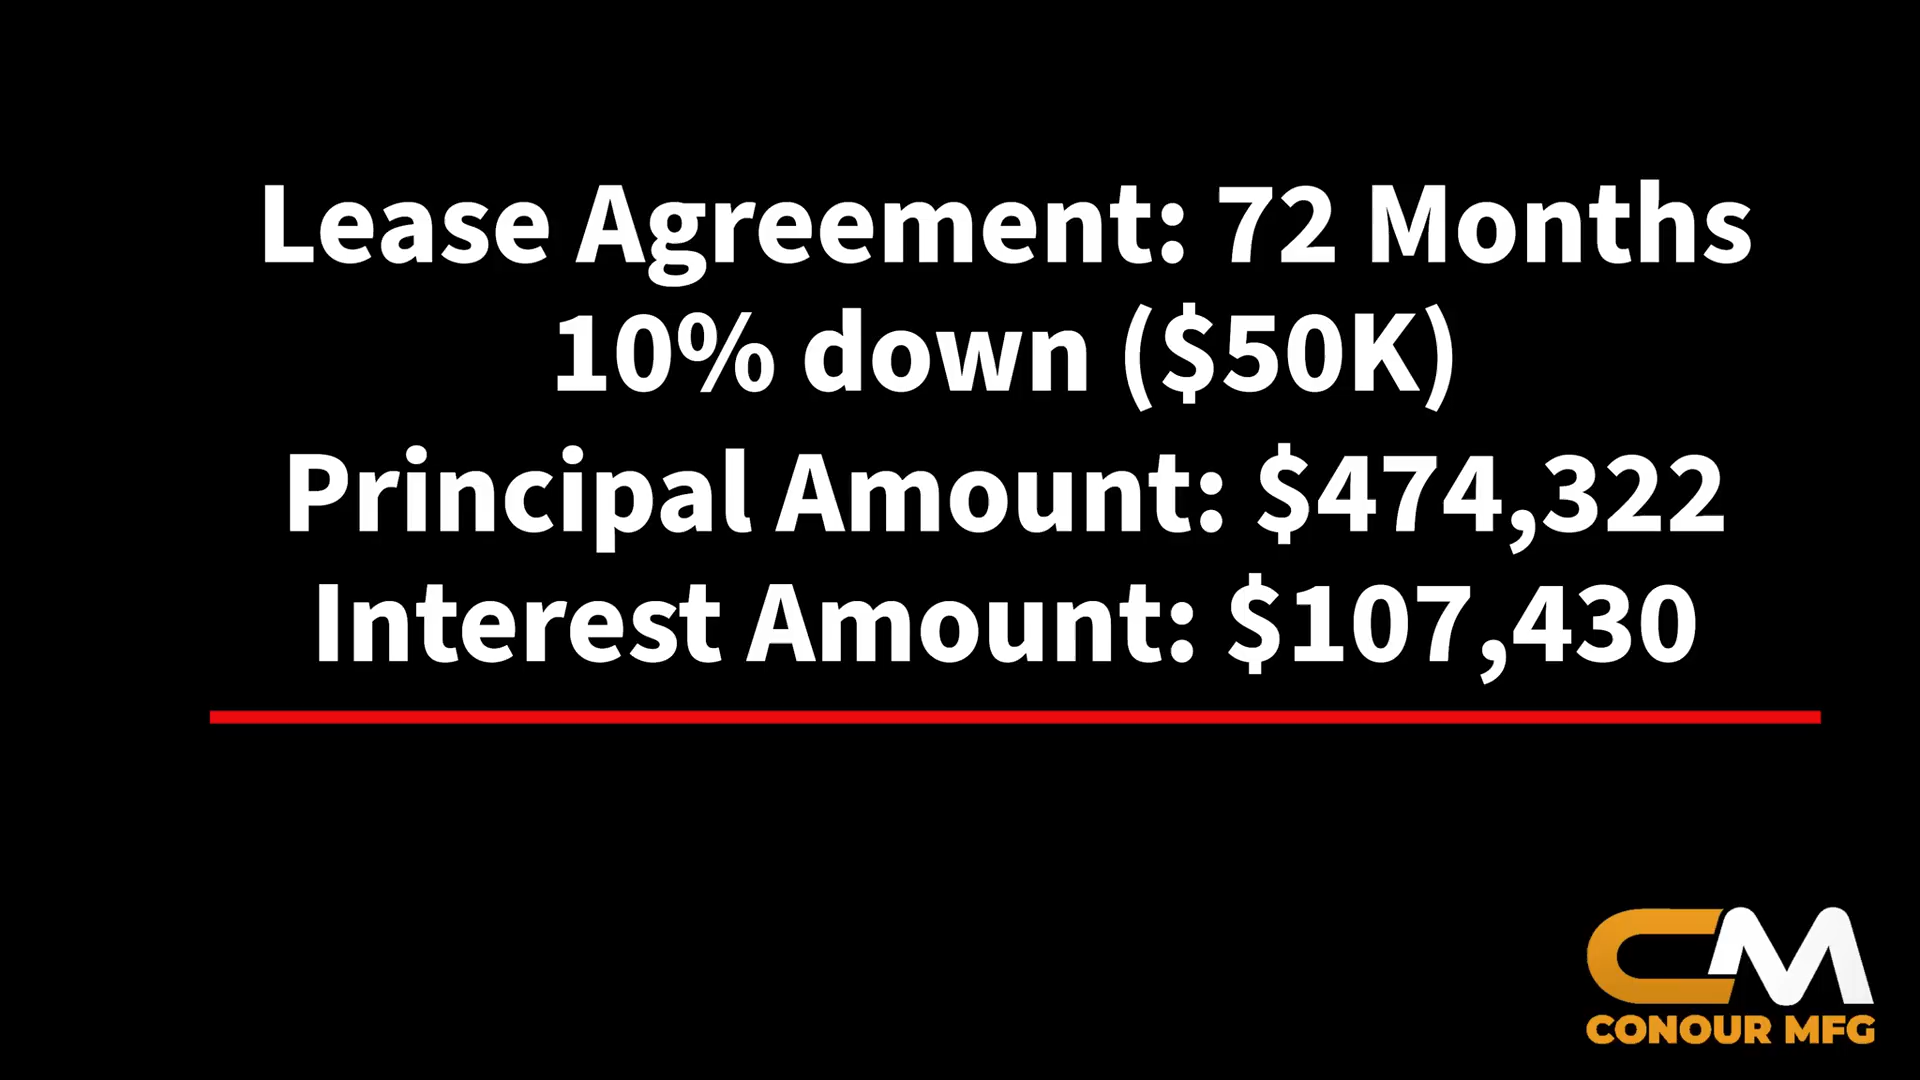 Lease Agreement: 72 Months
10% down ($50K)
Principal Amount: $474,322
Interest Amount: $107,430
CM
CONOUR MFG